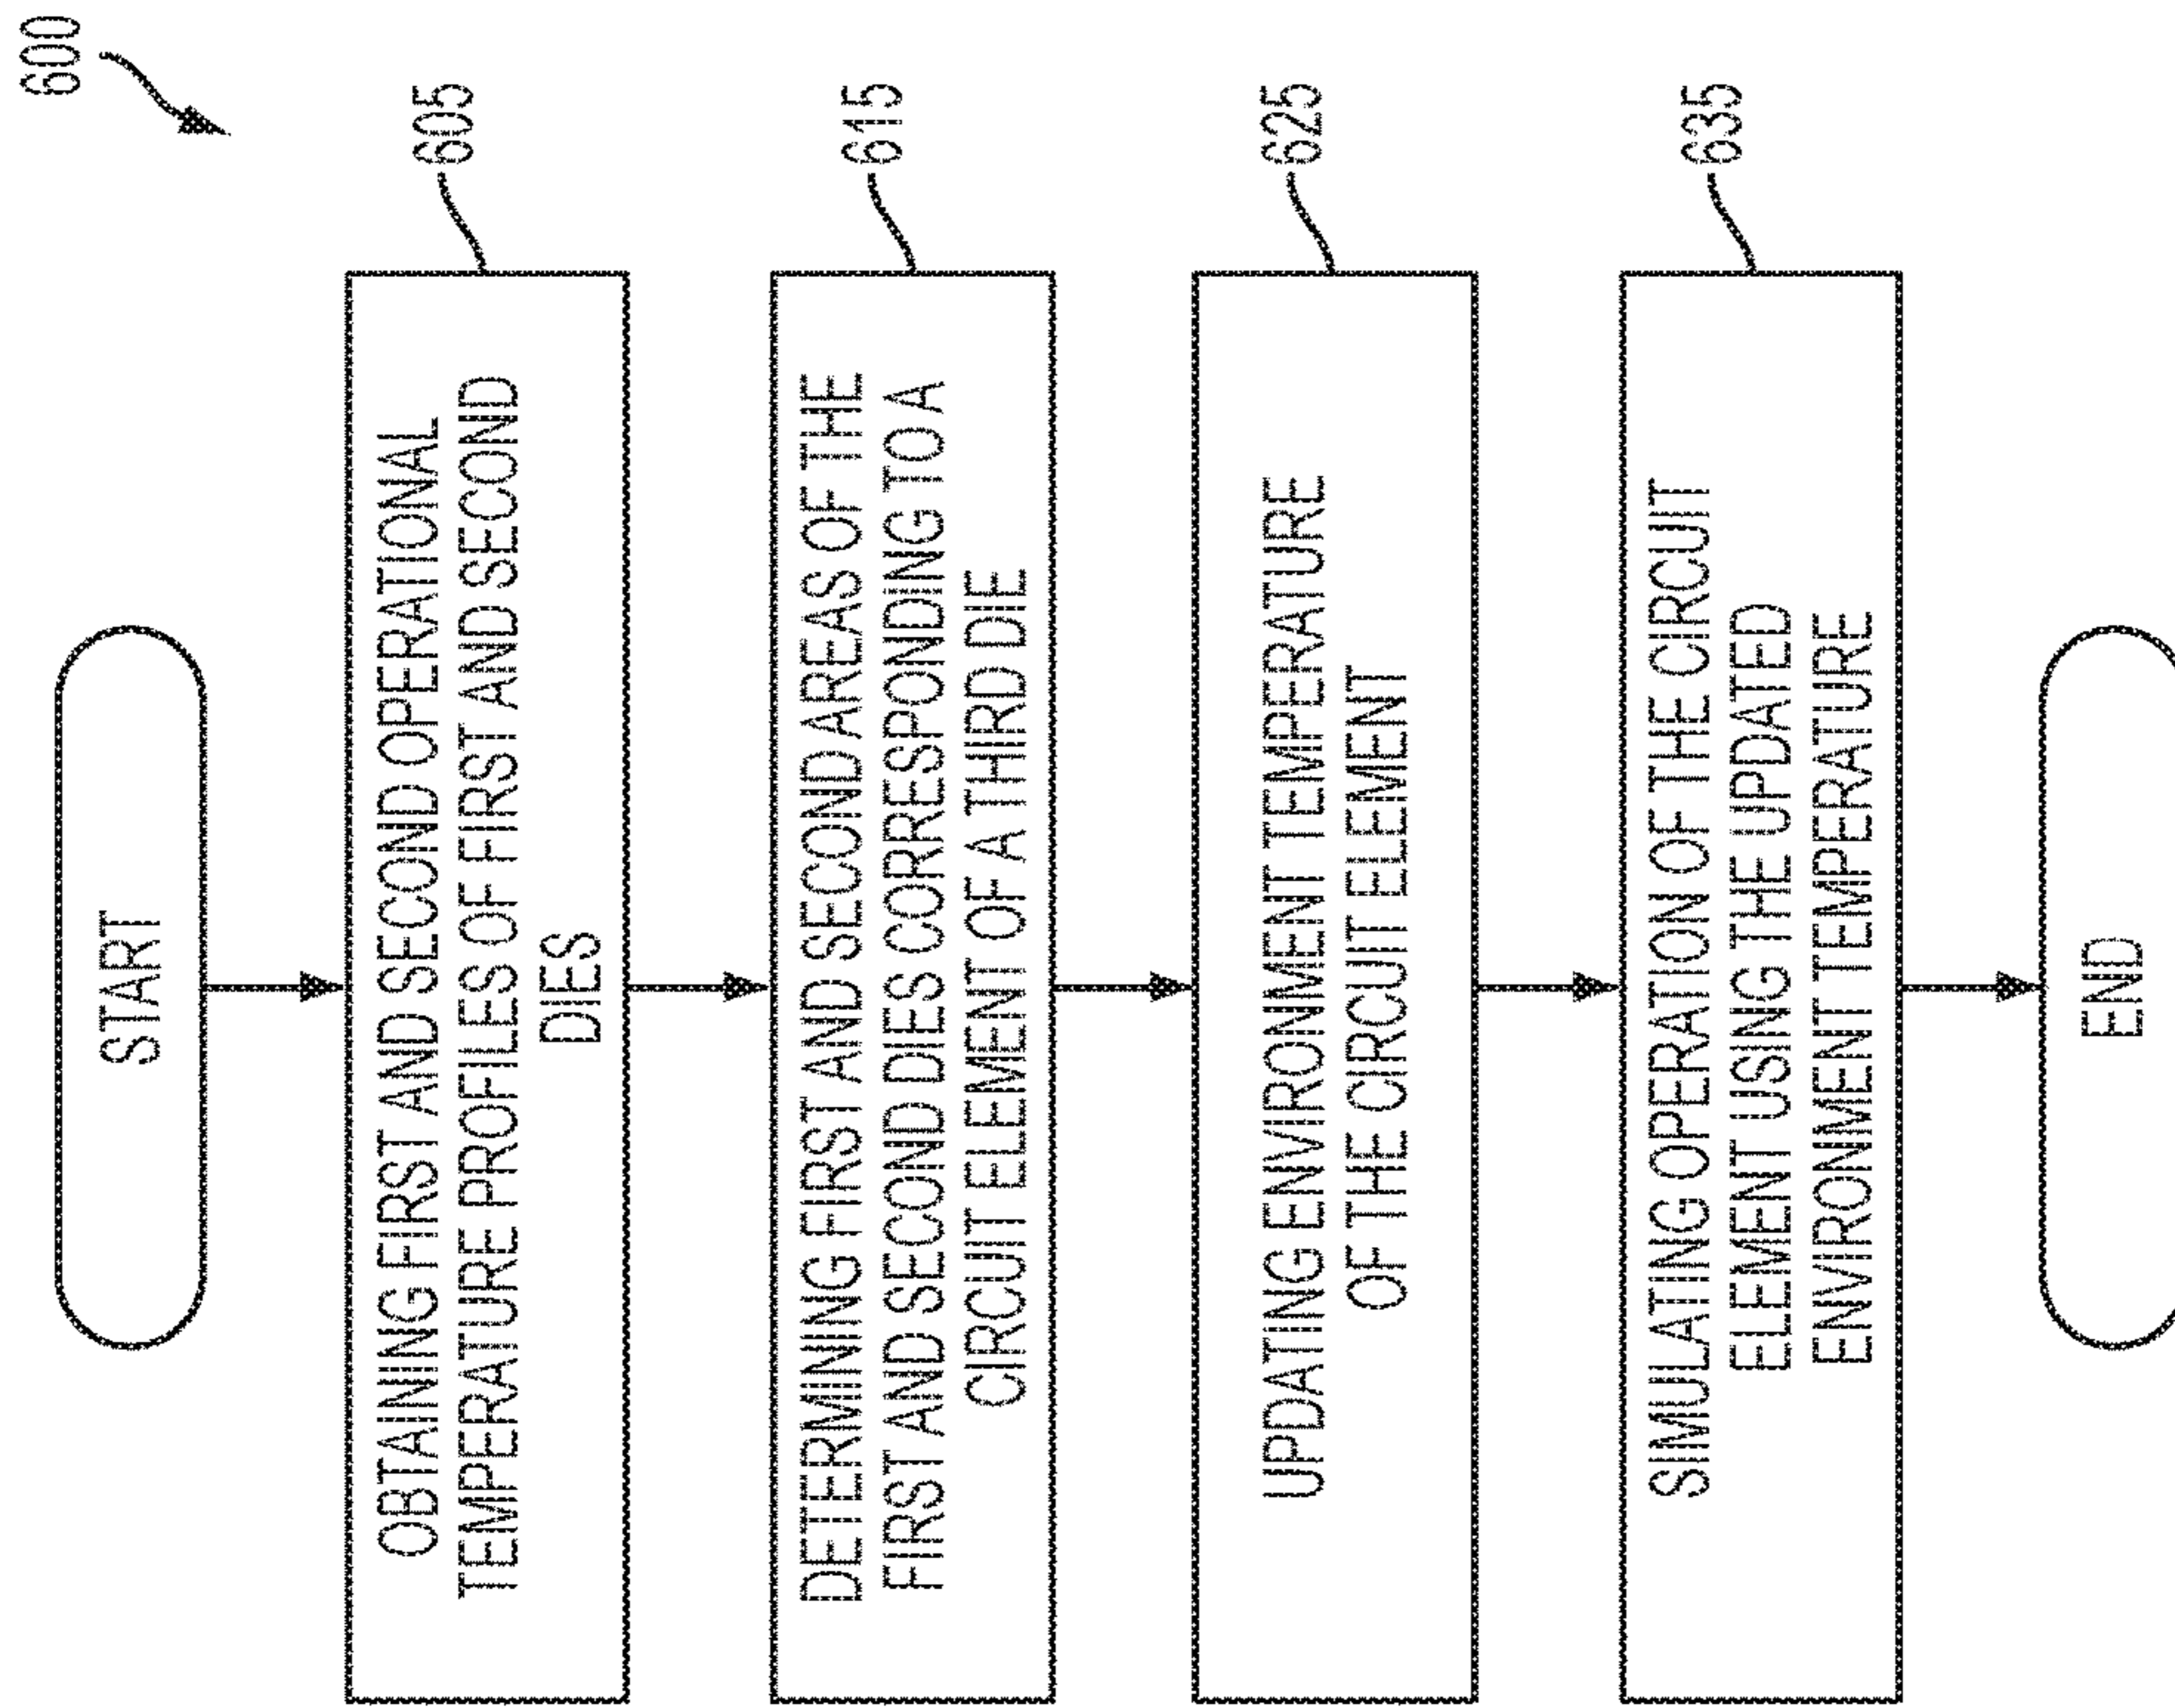 600
START
OBTAINING FIRST AND SECOND OPERATIONAL
TEMPERATURE PROFILES OF FIRST AND SECOND
DIES
605
DETERMINING FIRST AND SECOND AREAS OF THE
FIRST AND SECOND DIES CORRESPONDING TO A
CIRCUIT ELEMENT OF A THIRD DIE
615
UPDATING ENVIRONMENT TEMPERATURE
OF THE CIRCUIT ELEMENT
625
SIMULATING OPERATION OF THE CIRCUIT
ELEMENT USING THE UPDATED
ENVIRONMENT TEMPERATURE
635
END